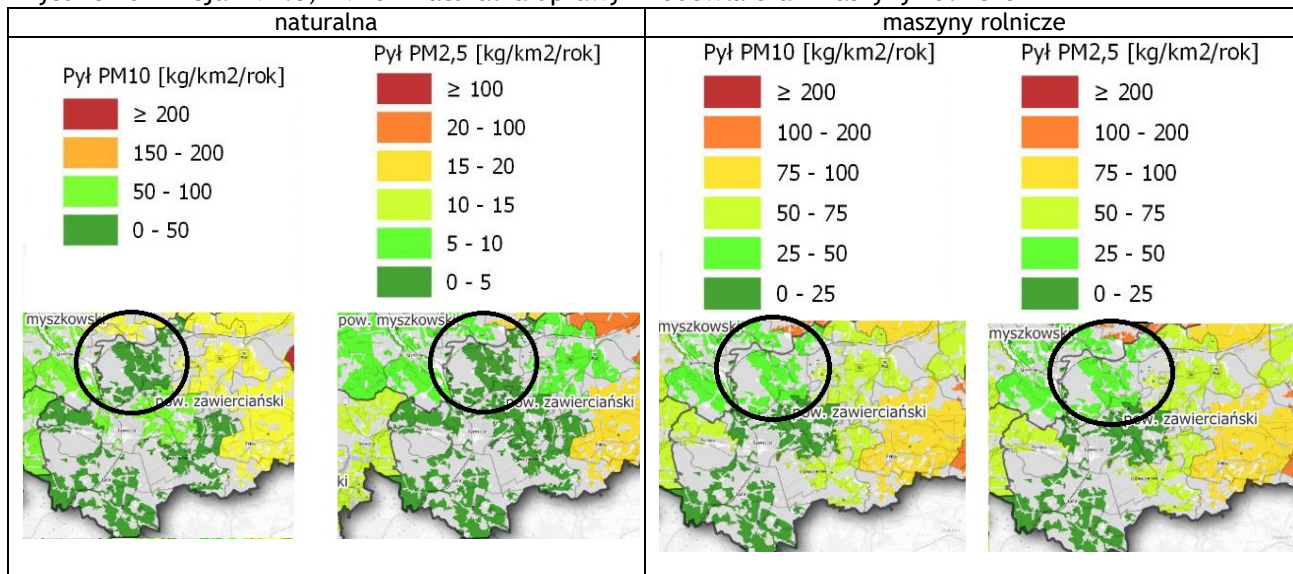 naturalna
maszyny rolnicze
Pył PM10 [kg/km2/rok]
≥ 200
150 - 200
50 - 100
0 - 50
Pył PM2,5 [kg/km2/rok]
≥ 100
20 - 100
15 - 20
10 - 15
5 - 10
0 - 5
Pył PM10 [kg/km2/rok]
≥ 200
100 - 200
75 - 100
50 - 75
25 - 50
0 - 25
Pył PM2,5 [kg/km2/rok]
≥ 200
100 - 200
75 - 100
50 - 75
25 - 50
0 - 25
myszkowski
pow. zawierciański
pow. myszkowski
pow. zawierciański
myszkowski
pow. zawierciański
myszkowski
pow. zawierciański